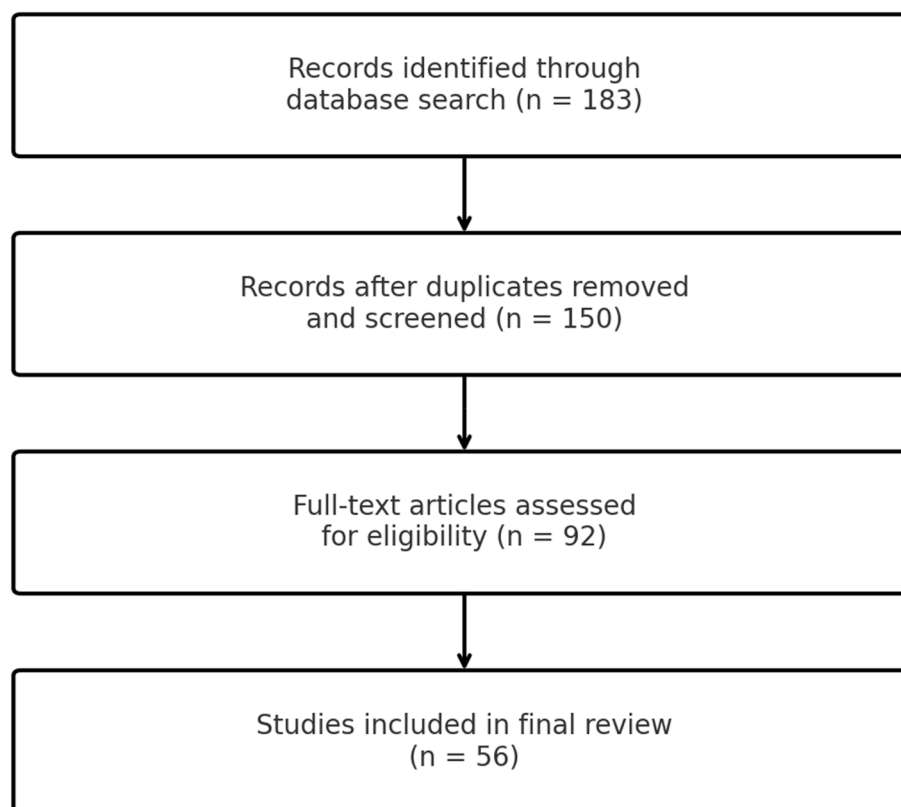 Records identified through
database search (n = 183)
Records after duplicates removed
and screened (n = 150)
Full-text articles assessed
for eligibility (n = 92)
Studies included in final review
(n = 56)